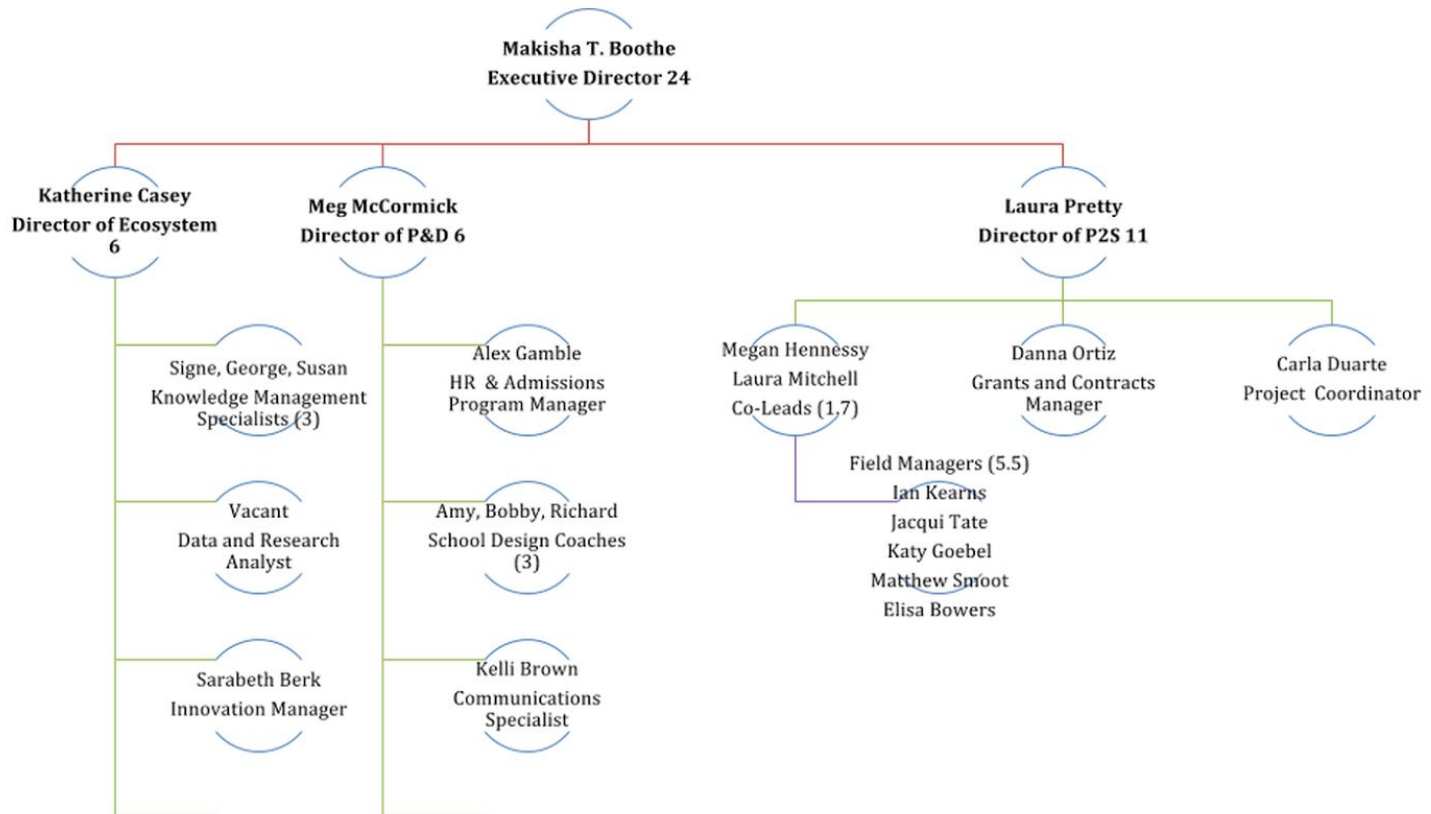 Makisha T. Boothe
Executive Director 24
Katherine Casey
Director of Ecosystem
6
Meg McCormick
Director of P&D 6
Laura Pretty
Director of P2S 11
Signe, George, Susan
Knowledge Management
Specialists (3)
Vacant
Data and Research
Analyst
Sarabeth Berk
Innovation Manager
Alex Gamble
HR & Admissions
Program Manager
Amy, Bobby, Richard
School Design Coaches
(3)
Kelli Brown
Communications
Specialist
Megan Hennessy
Laura Mitchell
Co-Leads (1.7)
Field Managers (5.5)
Ian Kearns
Jacqui Tate
Katy Goebel
Matthew Smoot
Elisa Bowers
Danna Ortiz
Grants and Contracts
Manager
Carla Duarte
Project Coordinator